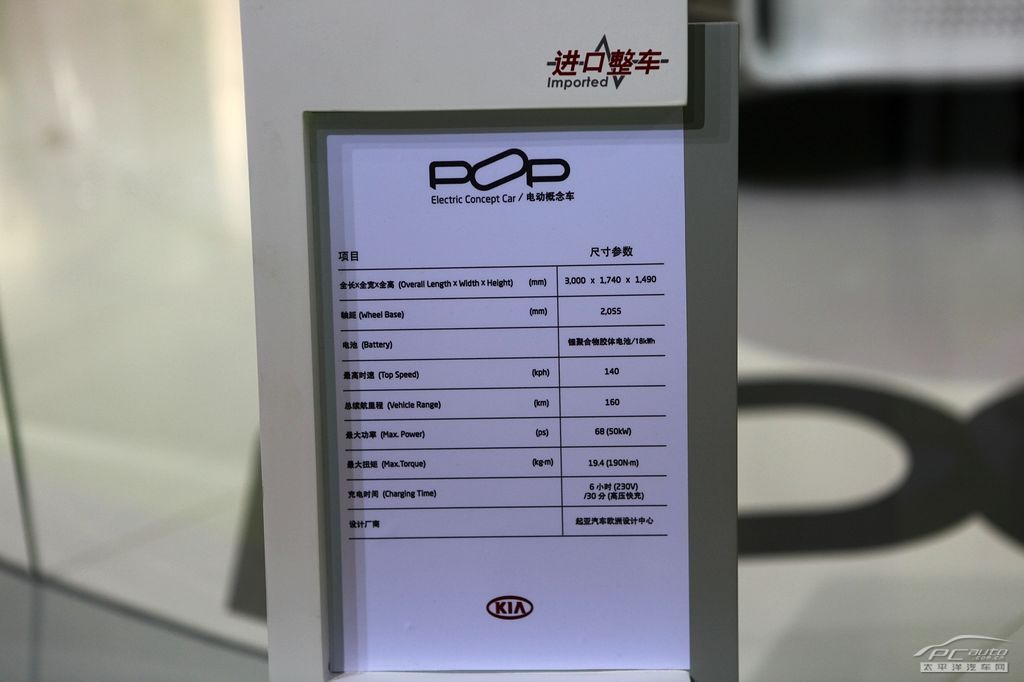 进口整车
Imported
POP
Electric Concept Car / 电动概念车
项目 尺寸参数
全长x全宽x全高 (Overall Length x Width x Height) (mm) 3,000 x 1,740 x 1,490
轴距 (Wheel Base) (mm) 2,055
电池 (Battery) 锂聚合物胶体电池/18kWh
最高时速 (Top Speed) (kph) 140
总续航里程 (Vehicle Range) (km) 160
最大功率 (Max. Power) (ps) 68 (50kW)
最大扭矩 (Max.Torque) (kg·m) 19.4 (190N·m)
充电时间 (Charging Time) 6 小时 (230V)
/30 分 (高压快充)
设计厂商 起亚汽车欧洲设计中心
KIA
PCauto
.com.cn
太平洋汽车网